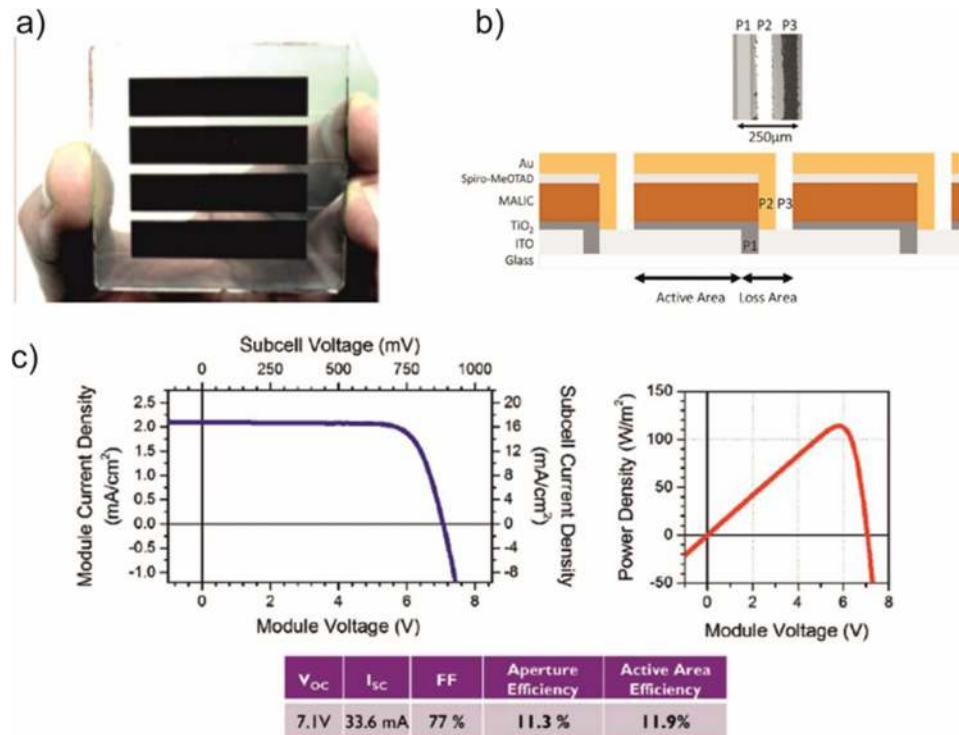 a)
b)
P1 P2 P3
250μm
Au
Spiro-MeOTAD
MALIC
TiO2
ITO
Glass
P2 P3
P1
Active Area Loss Area
c)
Subcell Voltage (mV)
0 250 500 750 1000
Module Current Density
(mA/cm²)
2.5
2.0
1.5
1.0
0.5
0.0
-0.5
-1.0
20
16
12
8
4
0
-4
-8
Subcell Current Density
(mA/cm²)
0 2 4 6 8
Module Voltage (V)
Power Density (W/m²)
150
100
50
0
-50
0 2 4 6 8
Module Voltage (V)
VOC ISC FF Aperture Efficiency Active Area Efficiency
7.1V 33.6 mA 77 % 11.3 % 11.9%